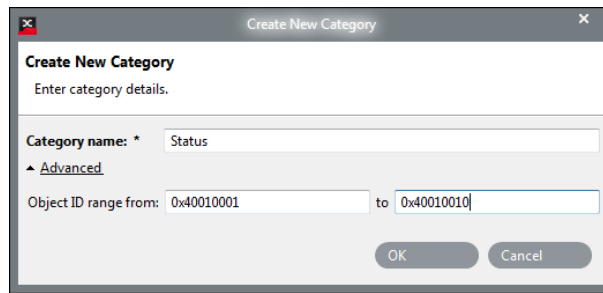 Create New Category
Create New Category
Enter category details.
Category name: * Status
Advanced
Object ID range from: 0x40010001 to 0x40010010
OK Cancel